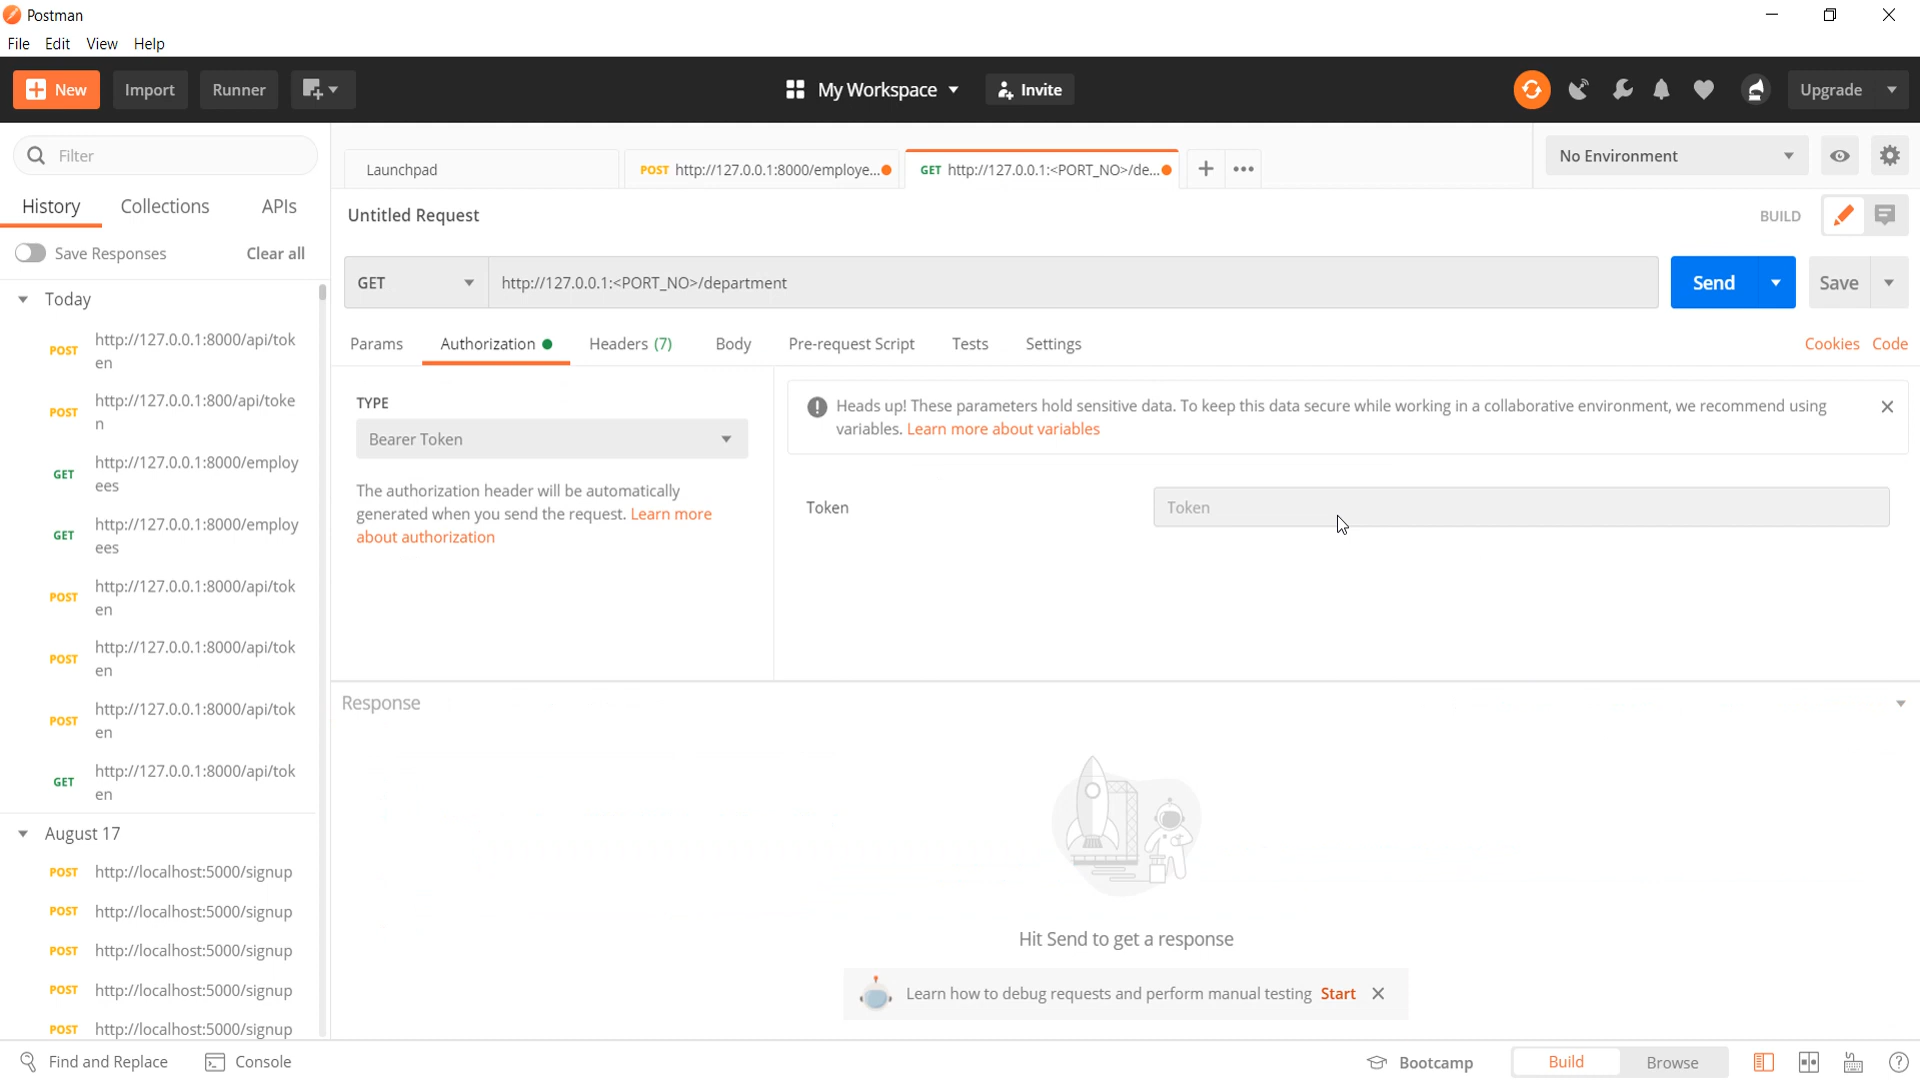 Postman
File Edit View Help
New Import Runner My Workspace Invite Upgrade
Filter
History Collections APIs
Save Responses Clear all
Today
POST http://127.0.0.1:8000/api/tok
en
POST http://127.0.0.1:800/api/toke
n
GET http://127.0.0.1:8000/employ
ees
GET http://127.0.0.1:8000/employ
ees
POST http://127.0.0.1:8000/api/tok
en
POST http://127.0.0.1:8000/api/tok
en
POST http://127.0.0.1:8000/api/tok
en
GET http://127.0.0.1:8000/api/tok
en
August 17
POST http://localhost:5000/signup
POST http://localhost:5000/signup
POST http://localhost:5000/signup
POST http://localhost:5000/signup
POST http://localhost:5000/signup
Launchpad POST http://127.0.0.1:8000/employe... GET http://127.0.0.1:<PORT_NO>/de... No Environment
Untitled Request BUILD
GET http://127.0.0.1:<PORT_NO>/department Send Save
Params Authorization Headers (7) Body Pre-request Script Tests Settings Cookies Code
TYPE
Bearer Token
The authorization header will be automatically
generated when you send the request. Learn more
about authorization
Heads up! These parameters hold sensitive data. To keep this data secure while working in a collaborative environment, we recommend using
variables. Learn more about variables
Token Token
Response
Hit Send to get a response
Learn how to debug requests and perform manual testing Start
Find and Replace Console Bootcamp Build Browse